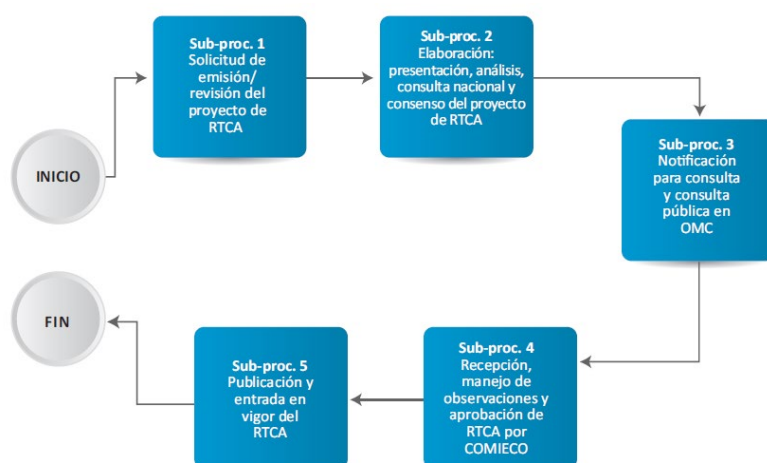 INICIO
Sub-proc. 1
Solicitud de
emisión/
revisión del
proyecto de
RTCA
Sub-proc. 2
Elaboración:
presentación, análisis,
consulta nacional y
consenso del proyecto
de RTCA
Sub-proc. 3
Notificación
para consulta
y consulta
pública en
OMC
Sub-proc. 4
Recepción,
manejo de
observaciones y
aprobación de
RTCA por
COMIECO
Sub-proc. 5
Publicación y
entrada en
vigor del
RTCA
FIN